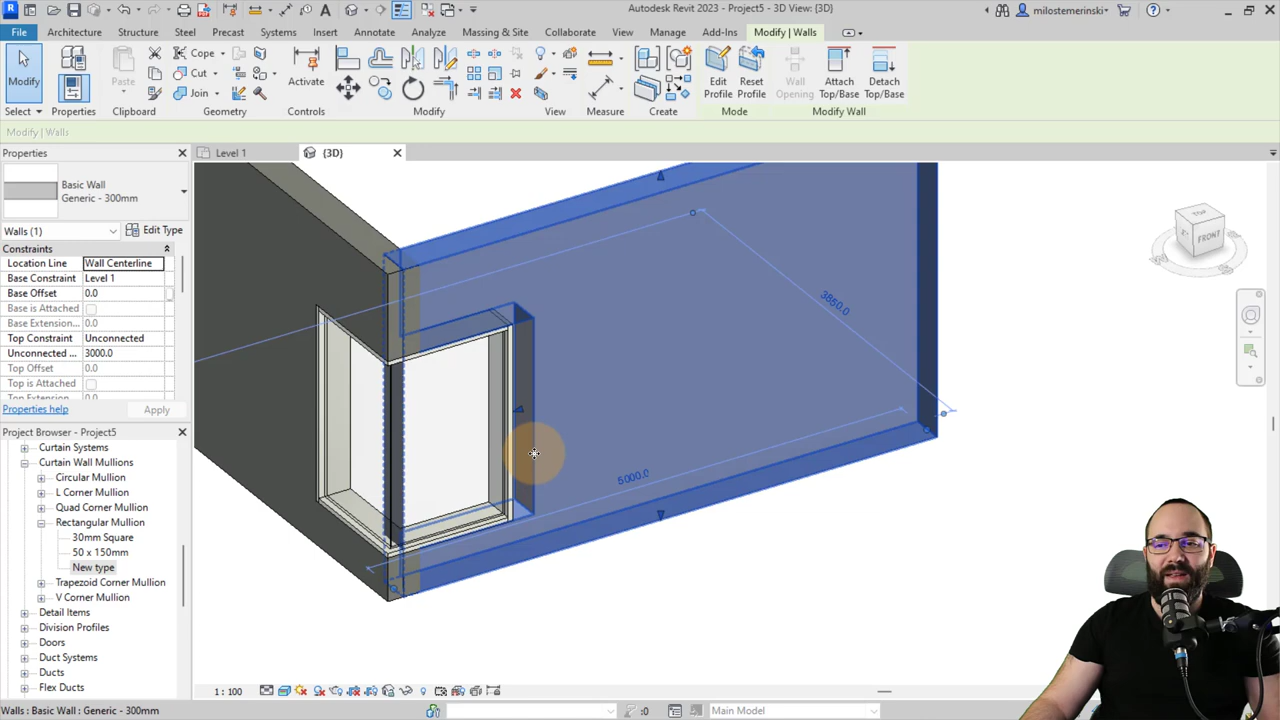 Autodesk Revit 2023 - Project5 - 3D View: {3D}
milostemerinski
File Architecture Structure Steel Precast Systems Insert Annotate Analyze Massing & Site Collaborate View Manage Add-Ins Modify | Walls
Modify
Select
Properties
Paste
Clipboard
Cope
Cut
Join
Geometry
Activate
Controls
Modify
View
Measure
Create
Edit
Profile
Reset
Profile
Mode
Wall
Opening
Attach
Top/Base
Detach
Top/Base
Modify Wall
Modify | Walls
Properties
Level 1
{3D}
Basic Wall
Generic - 300mm
Walls (1)
Edit Type
Constraints
Location Line Wall Centerline
Base Constraint Level 1
Base Offset 0.0
Base is Attached
Base Extension... 0.0
Top Constraint Unconnected
Unconnected ... 3000.0
Top Offset 0.0
Top is Attached
Properties help
Apply
Project Browser - Project5
Curtain Systems
Curtain Wall Mullions
Circular Mullion
L Corner Mullion
Quad Corner Mullion
Rectangular Mullion
30mm Square
50 x 150mm
New type
Trapezoid Corner Mullion
V Corner Mullion
Detail Items
Division Profiles
Doors
Duct Systems
Ducts
Flex Ducts
3850.0
5000.0
TOP
FRONT
1 : 100
Walls : Basic Wall : Generic - 300mm
:0
Main Model